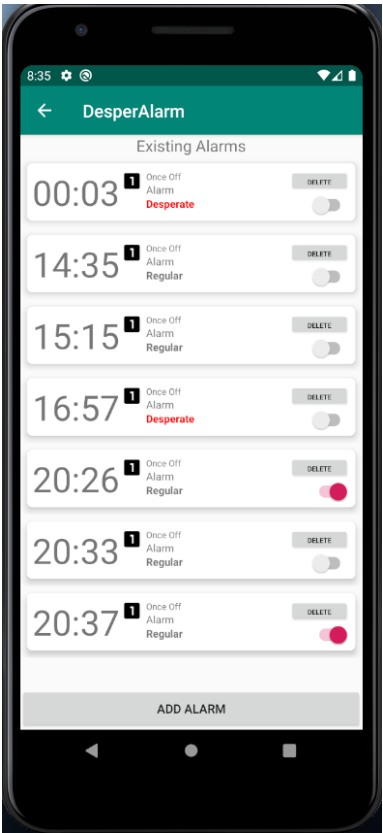 8:35
DesperAlarm
Existing Alarms
00:03 1 Once Off DELETE
Alarm
Desperate
14:35 1 Once Off DELETE
Alarm
Regular
15:15 1 Once Off DELETE
Alarm
Regular
16:57 1 Once Off DELETE
Alarm
Desperate
20:26 1 Once Off DELETE
Alarm
Regular
20:33 1 Once Off DELETE
Alarm
Regular
20:37 1 Once Off DELETE
Alarm
Regular
ADD ALARM